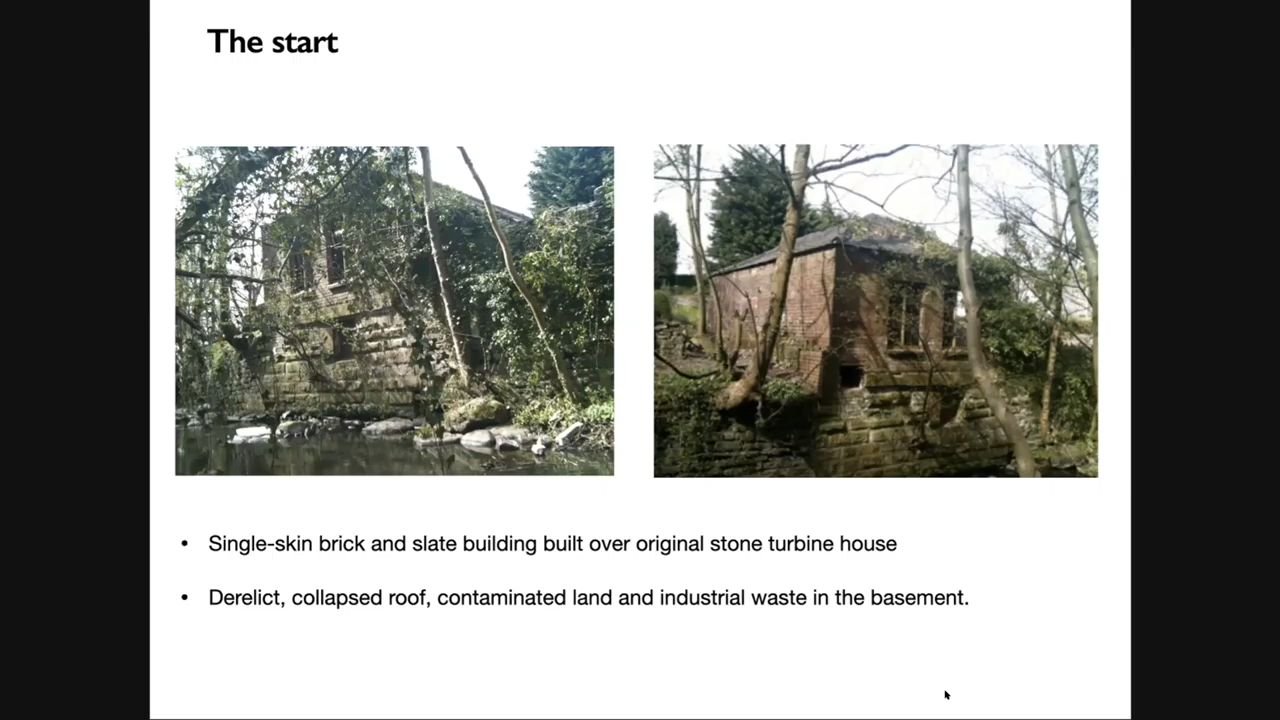 The start
• Single-skin brick and slate building built over original stone turbine house
• Derelict, collapsed roof, contaminated land and industrial waste in the basement.